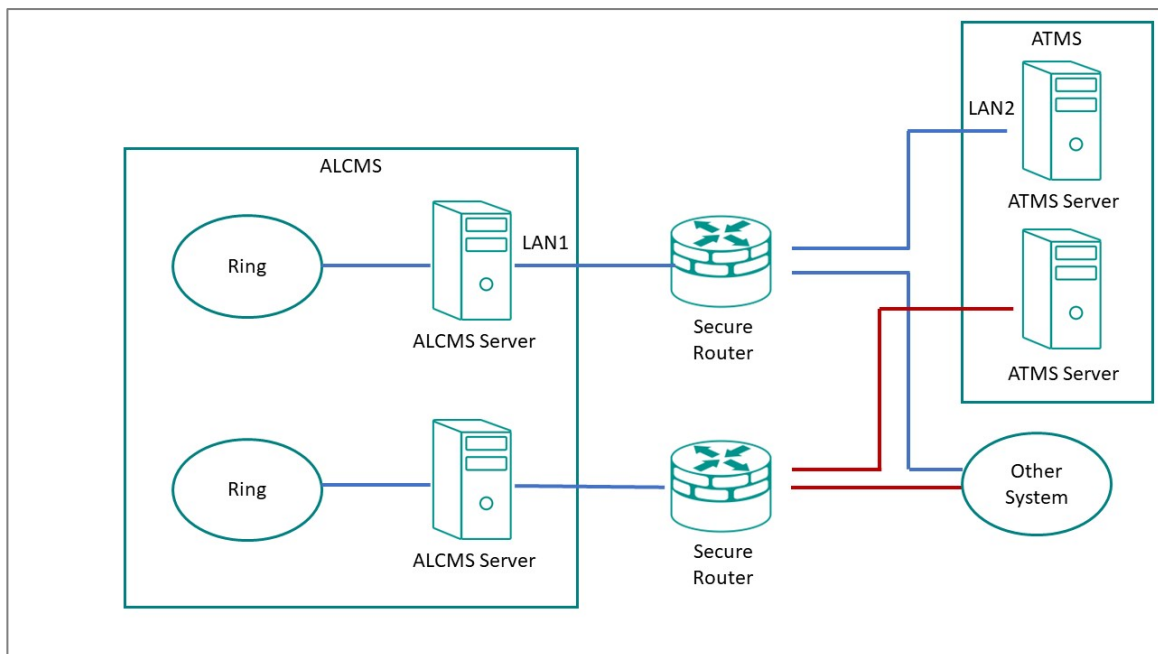 ATMS
LAN2
ATMS Server
ALCMS
Ring
LAN1
ALCMS Server
Secure
Router
ATMS Server
Ring
ALCMS Server
Secure
Router
Other
System